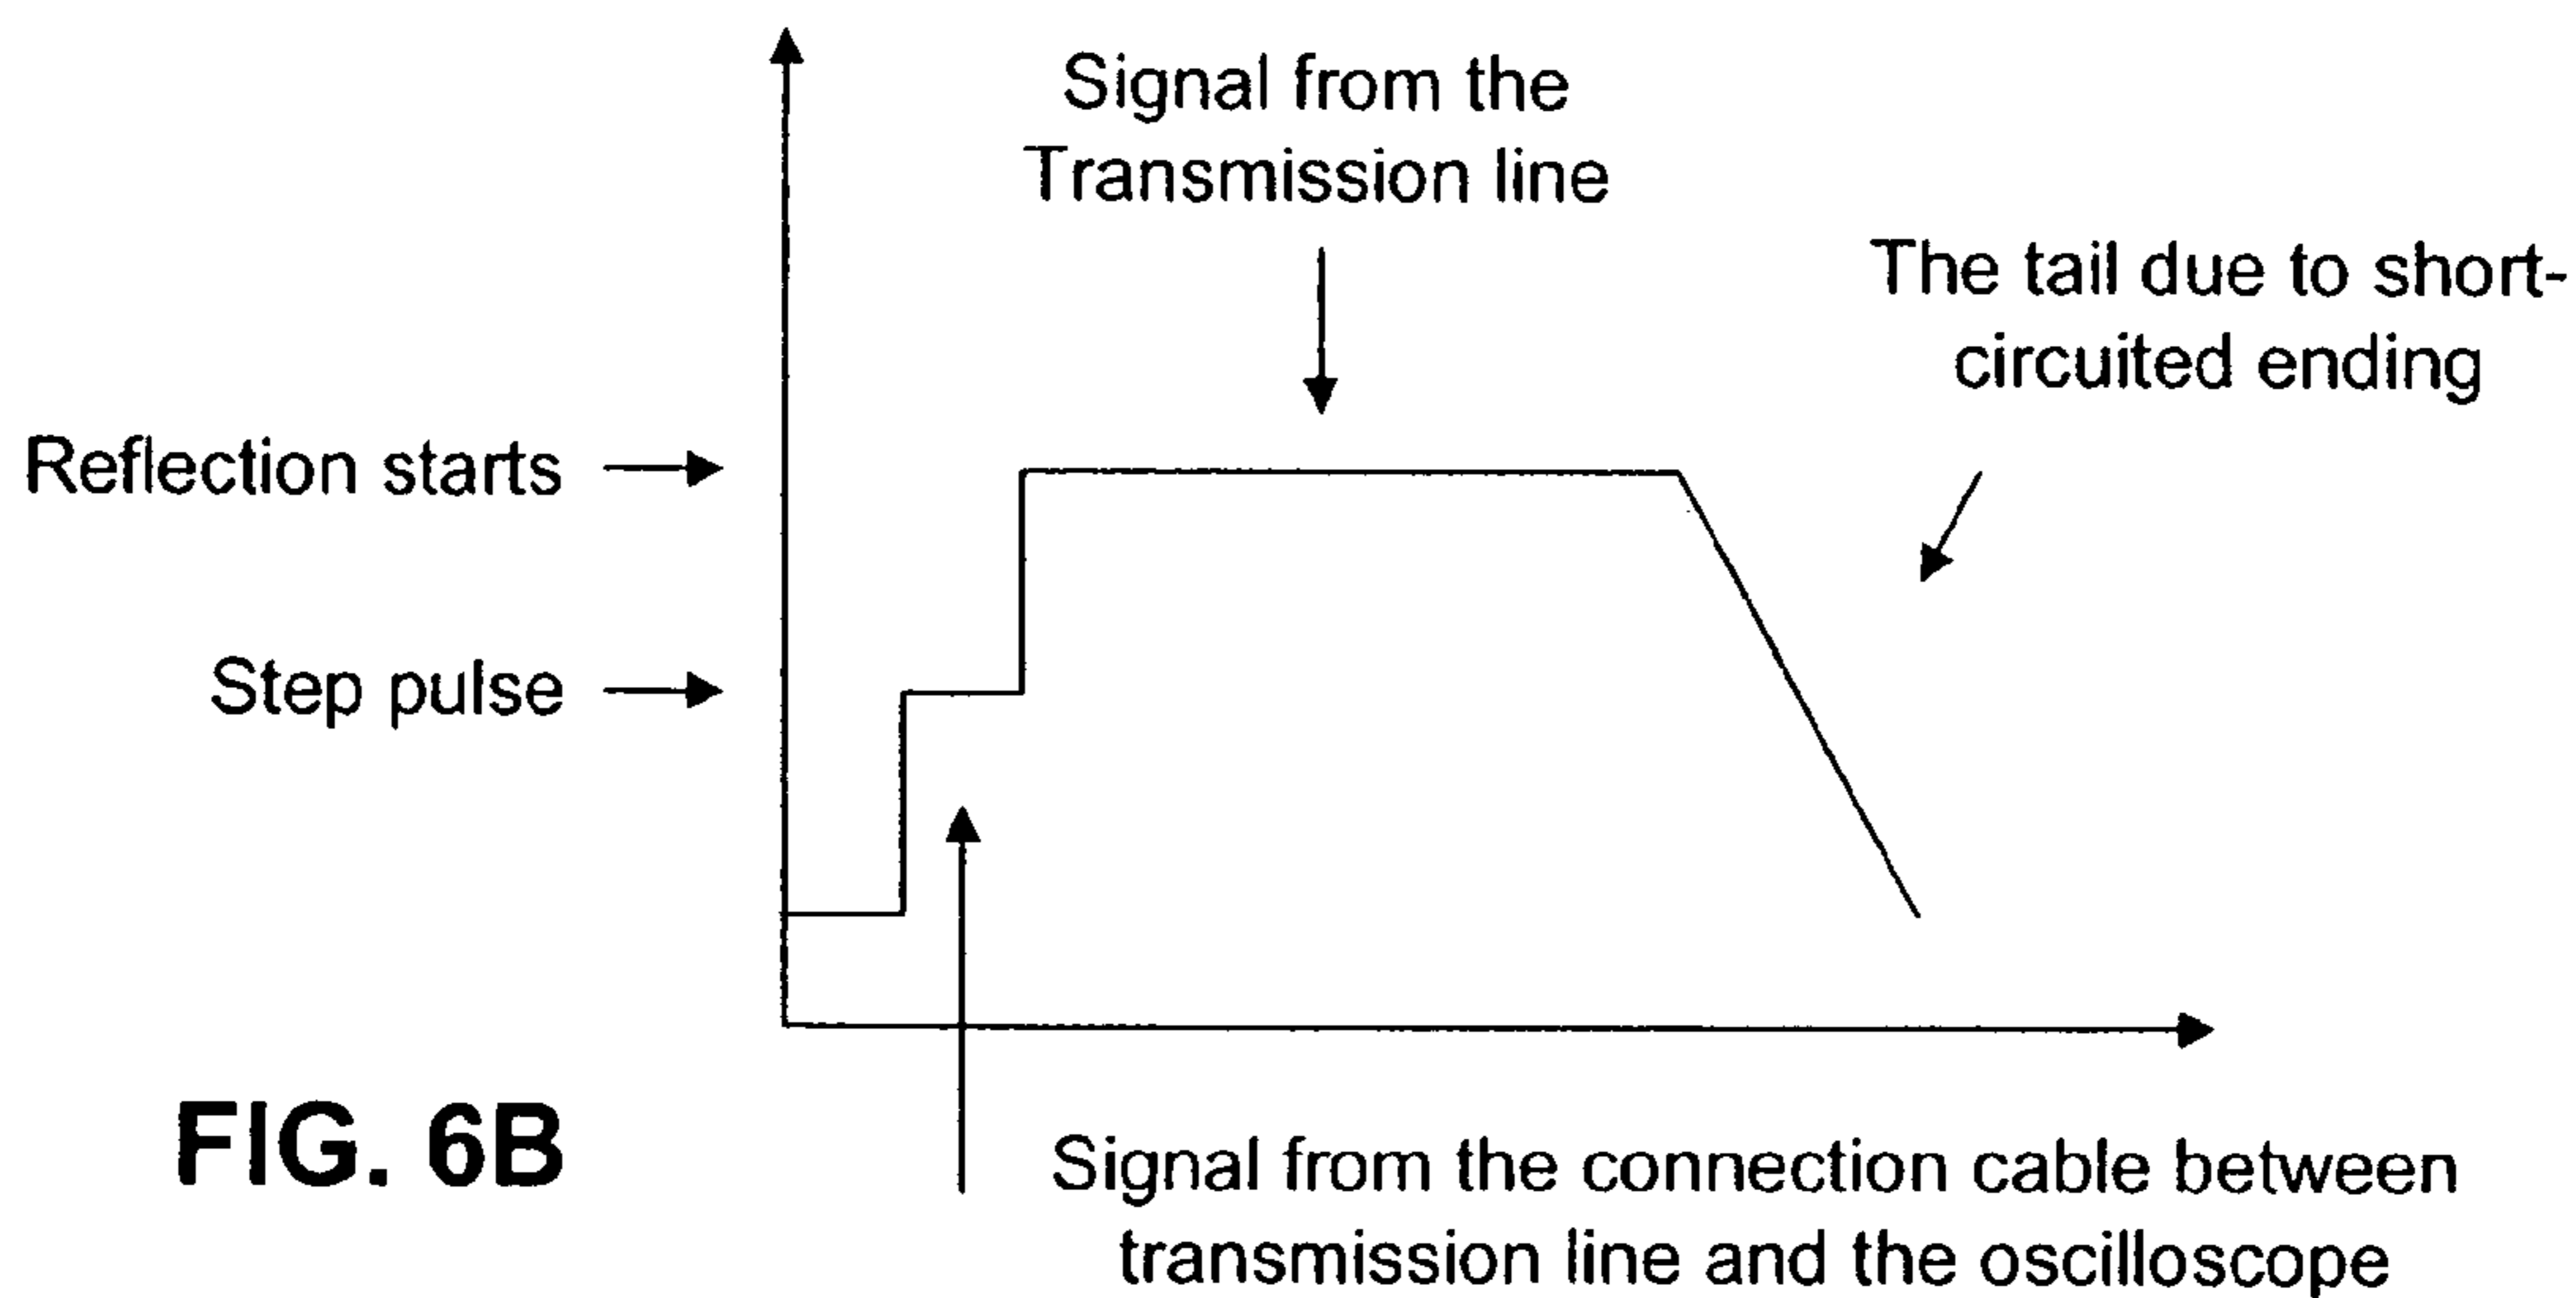 Signal from the
Transmission line
The tail due to short-
circuited ending
Reflection starts
Step pulse
FIG. 6B
Signal from the connection cable between
transmission line and the oscilloscope